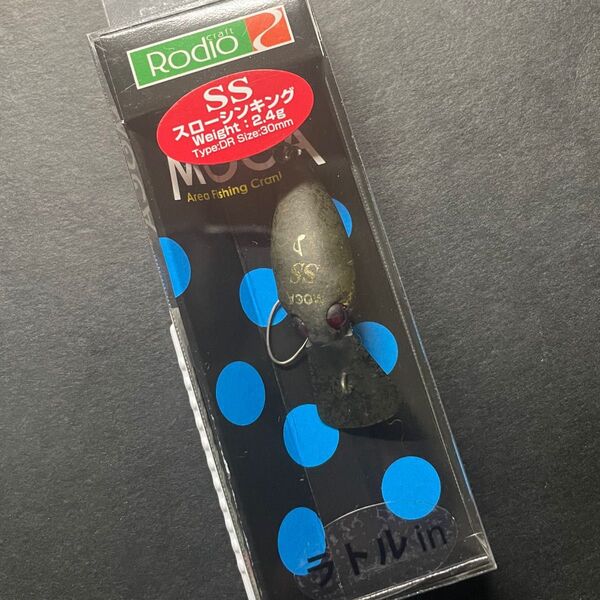 craft
Rodio
SS
スローシンキング
Weight：2.4g
Type:DR Size:30mm
MOCA
Area Fishing Crank
SS
MOCA
ラトルin